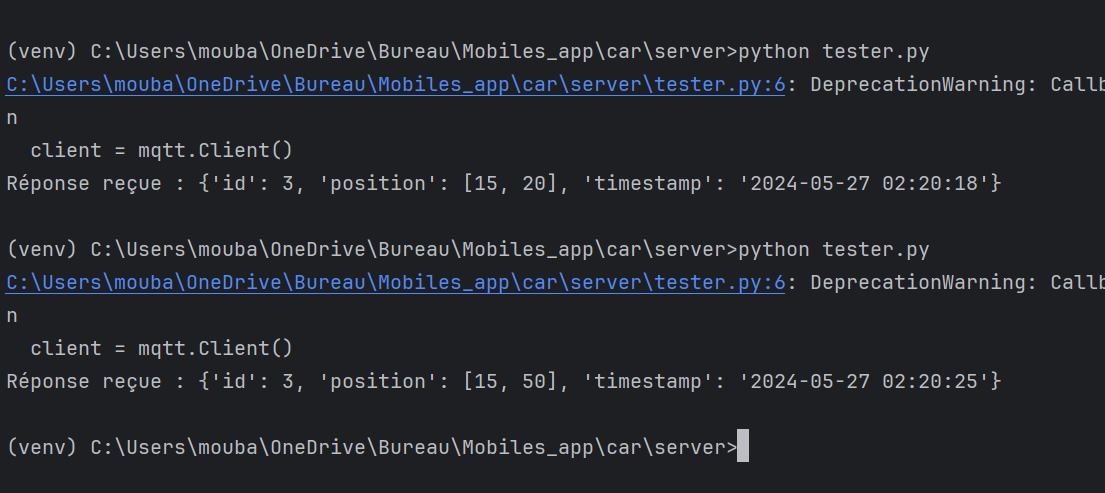 (venv) C:\Users\mouba\OneDrive\Bureau\Mobiles_app\car\server>python tester.py
C:\Users\mouba\OneDrive\Bureau\Mobiles_app\car\server\tester.py:6: DeprecationWarning: Callb
n
  client = mqtt.Client()
Réponse reçue : {'id': 3, 'position': [15, 20], 'timestamp': '2024-05-27 02:20:18'}
(venv) C:\Users\mouba\OneDrive\Bureau\Mobiles_app\car\server>python tester.py
C:\Users\mouba\OneDrive\Bureau\Mobiles_app\car\server\tester.py:6: DeprecationWarning: Callb
n
  client = mqtt.Client()
Réponse reçue : {'id': 3, 'position': [15, 50], 'timestamp': '2024-05-27 02:20:25'}
(venv) C:\Users\mouba\OneDrive\Bureau\Mobiles_app\car\server>